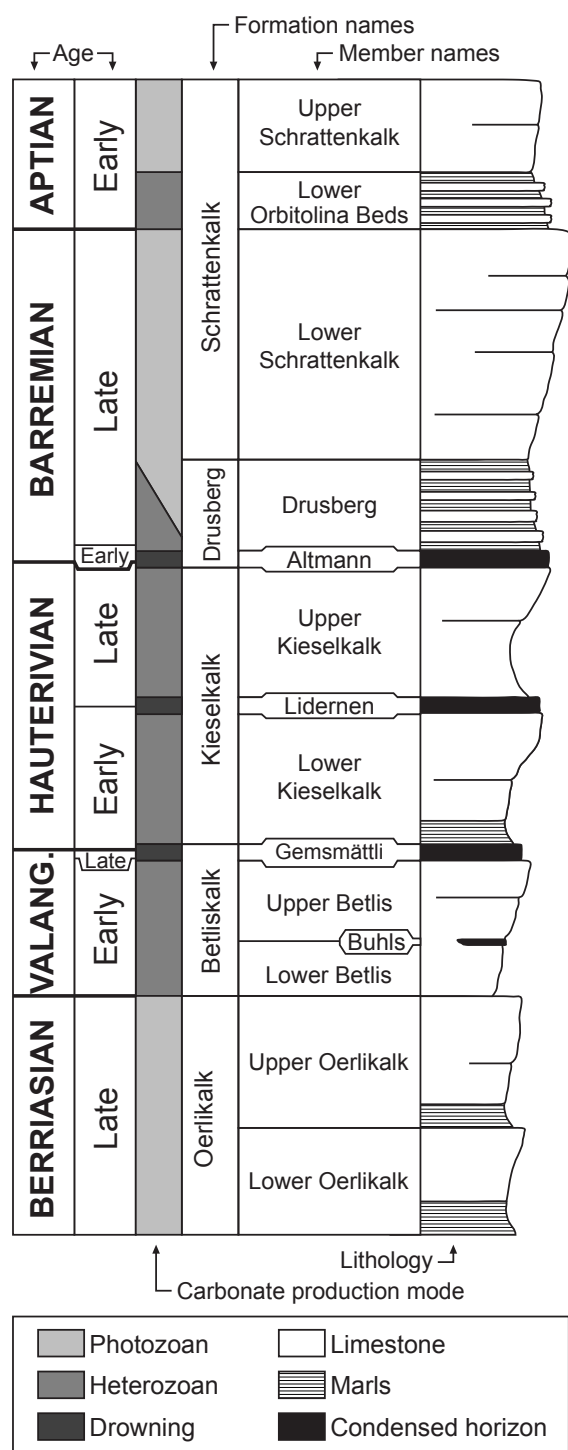 Formation names
Age
Member names
APTIAN
Early
Upper
Schrattenkalk
Lower
Orbitolina Beds
Schrattenkalk
BARREMIAN
Late
Lower
Schrattenkalk
Drusberg
Drusberg
Early
Altmann
HAUTERIVIAN
Late
Upper
Kieselkalk
Kieselkalk
Lidernen
Early
Lower
Kieselkalk
Gemsmättli
VALANG.
Late
Early
Betliskalk
Upper Betlis
Buhls
Lower Betlis
BERRIASIAN
Late
Oerlikalk
Upper Oerlikalk
Lower Oerlikalk
Lithology
Carbonate production mode
Photozoan
Limestone
Heterozoan
Marls
Drowning
Condensed horizon